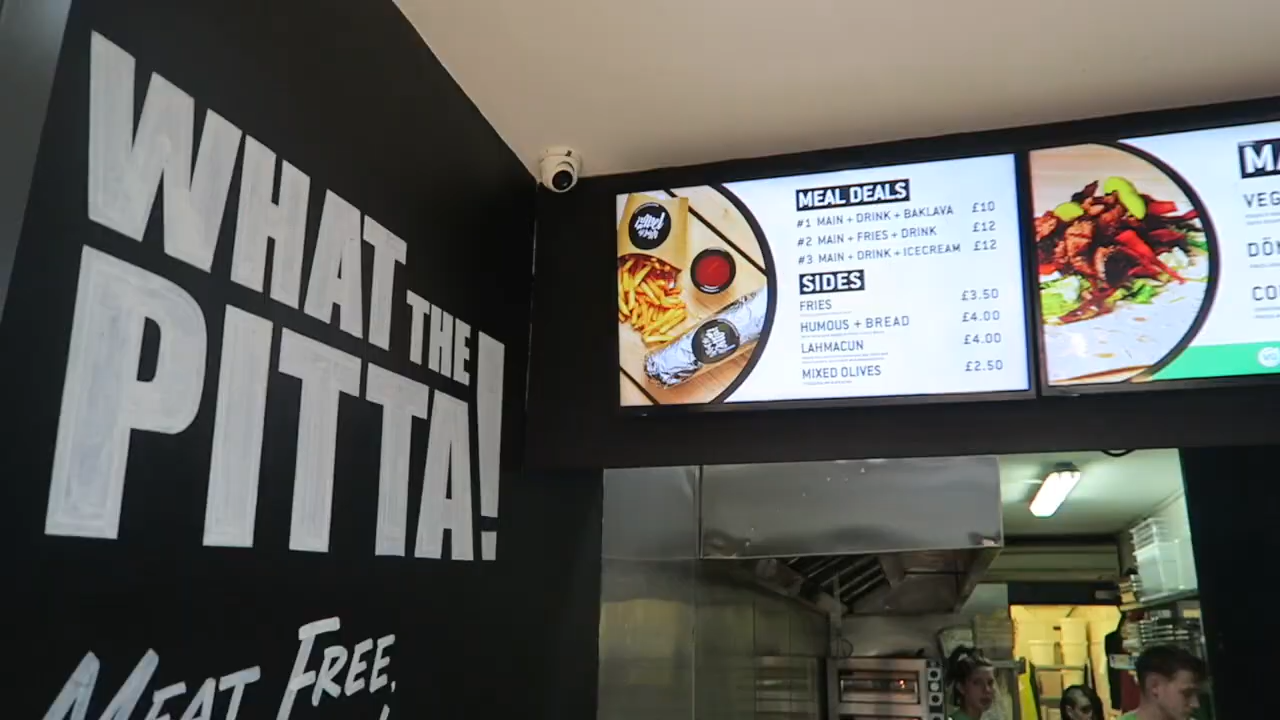 WHAT
THE
PITTA!
MEAT FREE,
MEAL DEALS
#1 MAIN + DRINK + BAKLAVA £10
#2 MAIN + FRIES + DRINK £12
#3 MAIN + DRINK + ICECREAM £12
SIDES
FRIES £3.50
HUMOUS + BREAD £4.00
LAHMACUN £4.00
MIXED OLIVES £2.50
VEG